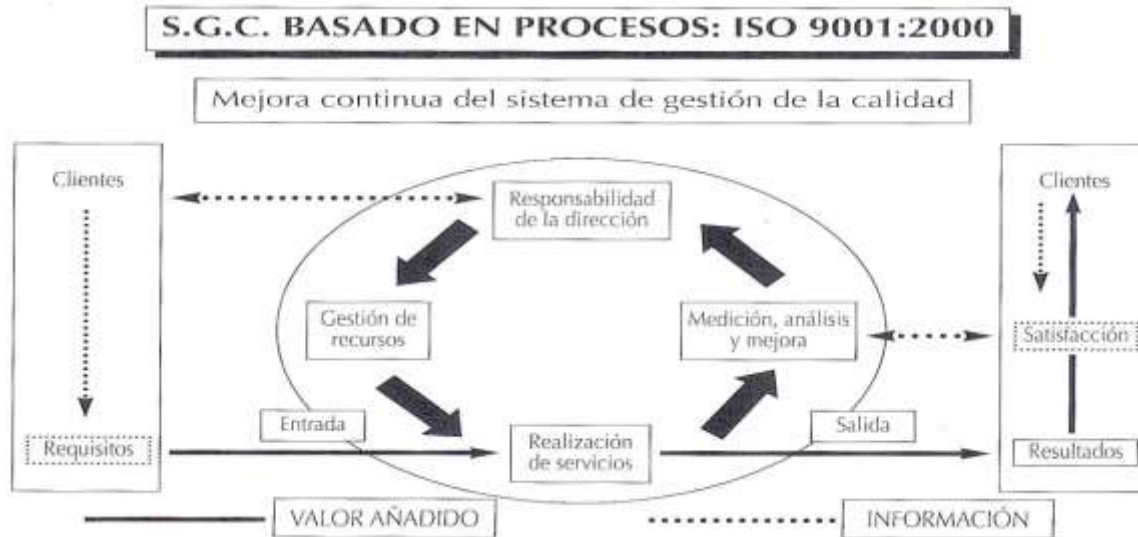 S.G.C. BASADO EN PROCESOS: ISO 9001:2000
Mejora continua del sistema de gestión de la calidad
Clientes
Requisitos
Responsabilidad
de la dirección
Gestión de
recursos
Medición, análisis
y mejora
Entrada
Realización
de servicios
Salida
Clientes
Satisfacción
Resultados
VALOR AÑADIDO
INFORMACIÓN